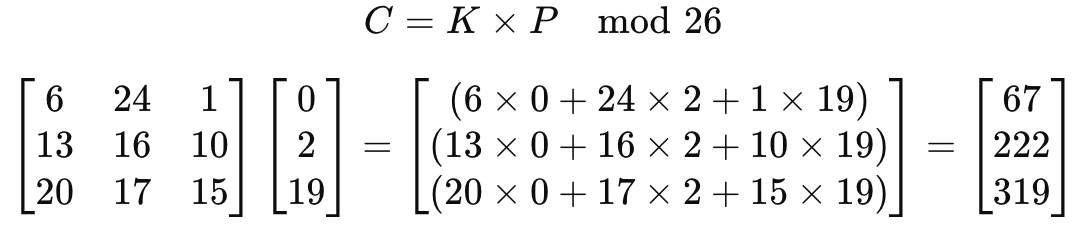 C = K × P mod 26
[6 24 1] [0] = [(6 × 0 + 24 × 2 + 1 × 19)] = [67]
[13 16 10] [2] = [(13 × 0 + 16 × 2 + 10 × 19)] = [222]
[20 17 15] [19] = [(20 × 0 + 17 × 2 + 15 × 19)] = [319]